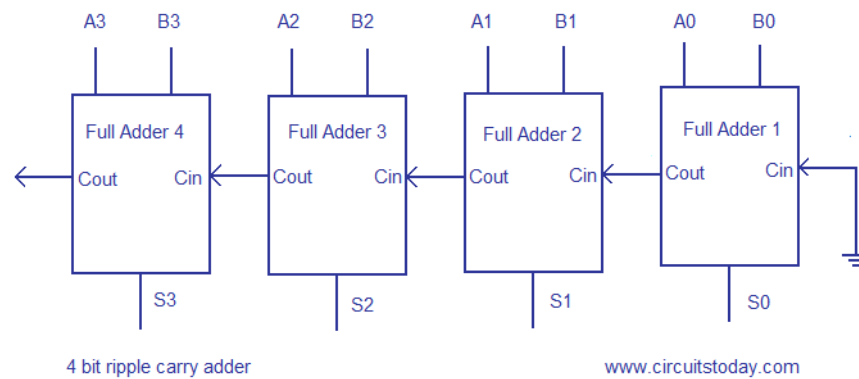 A3 B3 A2 B2 A1 B1 A0 B0
Full Adder 4 Full Adder 3 Full Adder 2 Full Adder 1
Cout Cin Cout Cin Cout Cin Cout Cin
S3 S2 S1 S0
4 bit ripple carry adder www.circuitstoday.com